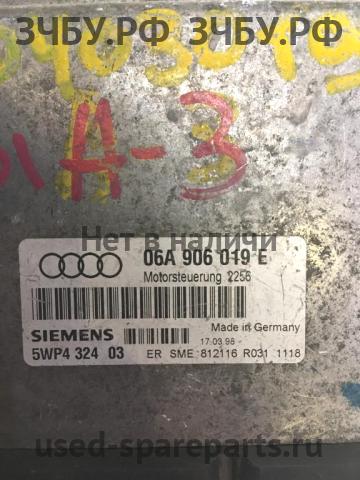 ЗЧБУ.РФ ЗЧБУ.РФ
A-3
Нет в наличии
06A 906 019 E
Motorsteuerung 2256
SIEMENS
Made in Germany
17.03.98
5WP4 324 03 ER SME 812116 R031 1118
used-spareparts.ru